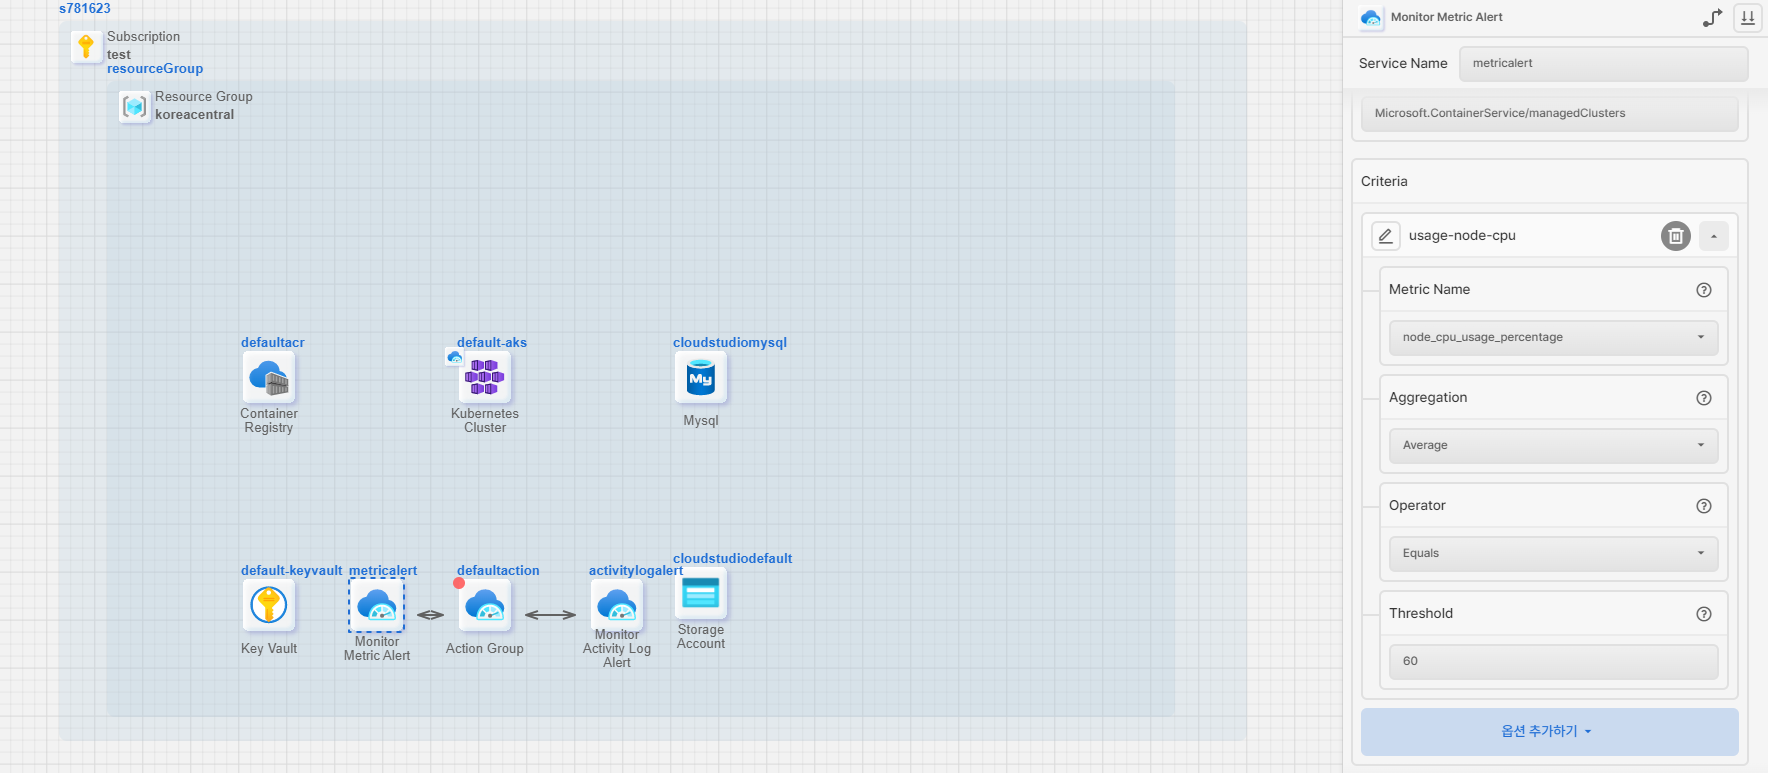 s781623
Subscription
test
resourceGroup
Resource Group
koreacentral
defaultacr
Container
Registry
default-aks
Kubernetes
Cluster
cloudstudiomysql
My
Mysql
default-keyvault
Key Vault
metricalert
Monitor
Metric Alert
defaultaction
Action Group
activitylogalert
Monitor
Activity Log
Alert
cloudstudiodefault
Storage
Account
Monitor Metric Alert
Service Name
metricalert
Microsoft.ContainerService/managedClusters
Criteria
usage-node-cpu
Metric Name
node_cpu_usage_percentage
Aggregation
Average
Operator
Equals
Threshold
60
옵션 추가하기